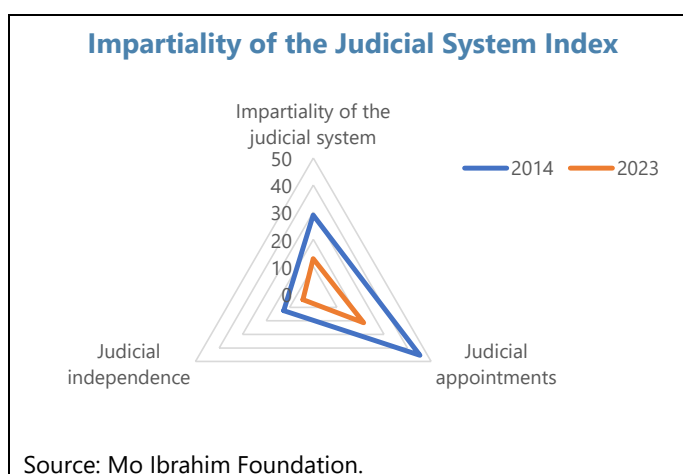 Impartiality of the Judicial System Index
Impartiality of the
judicial system
50
40
30
20
10
0
2014 2023
Judicial
independence
Judicial
appointments
Source: Mo Ibrahim Foundation.